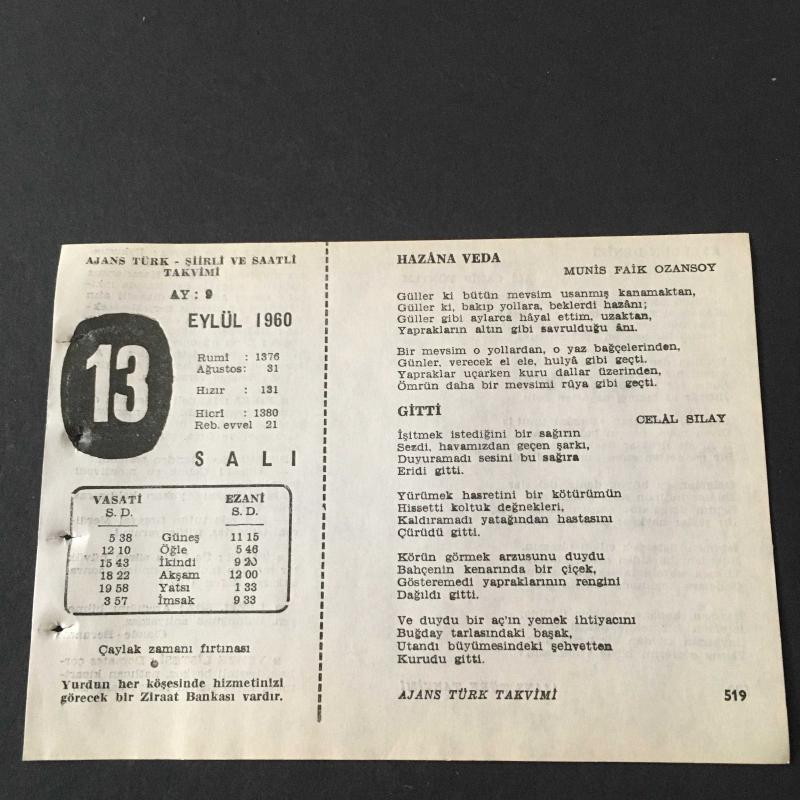 AJANS TÜRK - ŞİİRLİ VE SAATLİ
TAKVİMİ
AY : 9
EYLÜL 1960
13
Rumî : 1376
Ağustos: 31
Hızır : 131
Hicrî : 1380
Reb. evvel 21
SALI
VASATİ EZANİ
S. D. S. D.
5 38 Güneş 11 15
12 10 Öğle 5 46
15 43 İkindi 9 20
18 22 Akşam 12 00
19 58 Yatsı 1 33
3 57 İmsak 9 33
Çaylak zamanı fırtınası
Yurdun her köşesinde hizmetinizi
görecek bir Ziraat Bankası vardır.
HAZÂNA VEDA
MUNİS FAİK OZANSOY
Güller ki bütün mevsim usanmış kanamaktan,
Güller ki, bakıp yollara, beklerdi hazânı;
Güller gibi aylarca hâyal ettim, uzaktan,
Yaprakların altın gibi savrulduğu ânı.
Bir mevsim o yollardan, o yaz bağçelerinden,
Günler, verecek el ele, hulyâ gibi geçti.
Yapraklar uçarken kuru dallar üzerinden,
Ömrün daha bir mevsimi rüya gibi geçti.
GİTTİ
CELÂL SILAY
İşitmek istediğini bir sağırın
Sezdi, havamızdan geçen şarkı,
Duyuramadı sesini bu sağıra
Eridi gitti.
Yürümek hasretini bir kötürümün
Hissetti koltuk değnekleri,
Kaldıramadı yatağından hastasını
Çürüdü gitti.
Körün görmek arzusunu duydu
Bahçenin kenarında bir çiçek,
Gösteremedi yapraklarının rengini
Dağıldı gitti.
Ve duydu bir aç'ın yemek ihtiyacını
Buğday tarlasındaki başak,
Utandı büyümesindeki şehvetten
Kurudu gitti.
AJANS TÜRK TAKVİMİ 519